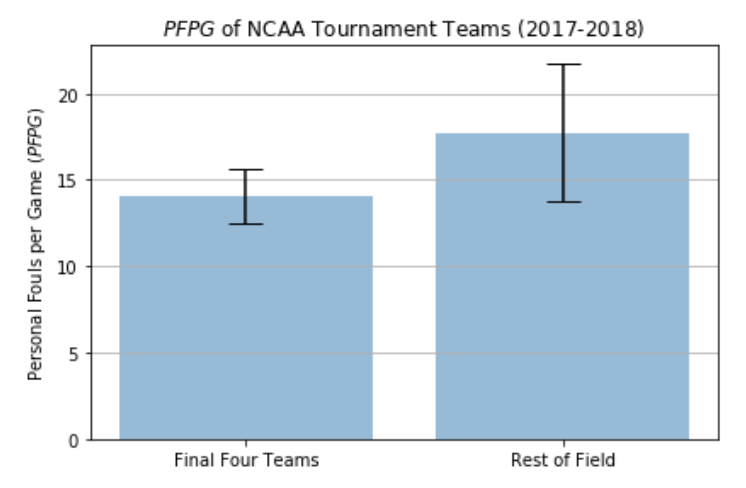 PFPG of NCAA Tournament Teams (2017-2018)
Personal Fouls per Game (PFPG)
20
15
10
5
0
Final Four Teams
Rest of Field